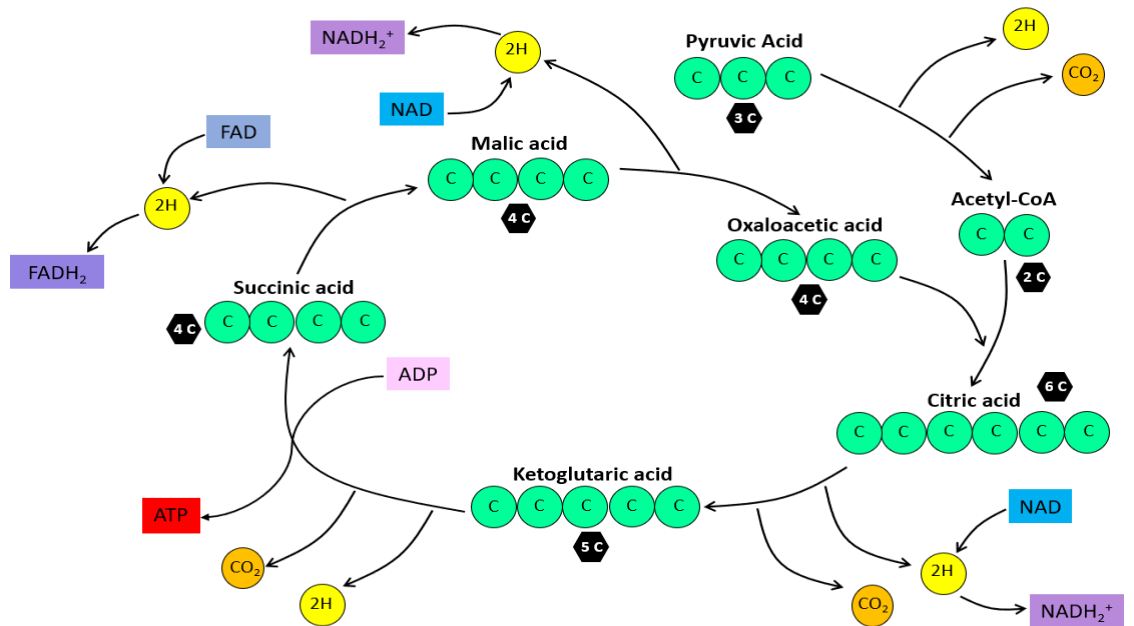 NADH₂⁺
2H
Pyruvic Acid
2H
C C C
CO₂
NAD
3 C
FAD
Malic acid
C C C C
4 C
Acetyl-CoA
2H
Oxaloacetic acid
C C
C C C C
2 C
FADH₂
4 C
Succinic acid
4 C
C C C C
ADP
6 C
Citric acid
C C C C C C
Ketoglutaric acid
C C C C C
5 C
ATP
NAD
CO₂
2H
2H
CO₂
NADH₂⁺